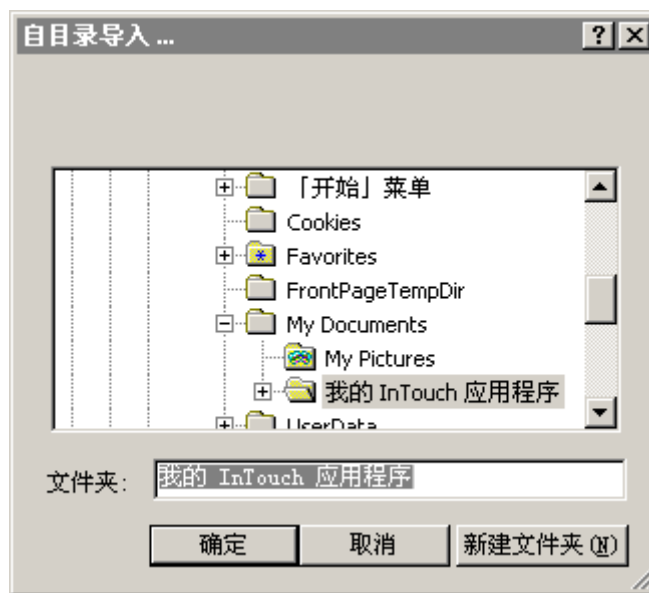 自目录导入 ...
「开始」菜单
Cookies
Favorites
FrontPageTempDir
My Documents
My Pictures
我的 InTouch 应用程序
UserData
文件夹:
我的 InTouch 应用程序
确定
取消
新建文件夹(N)